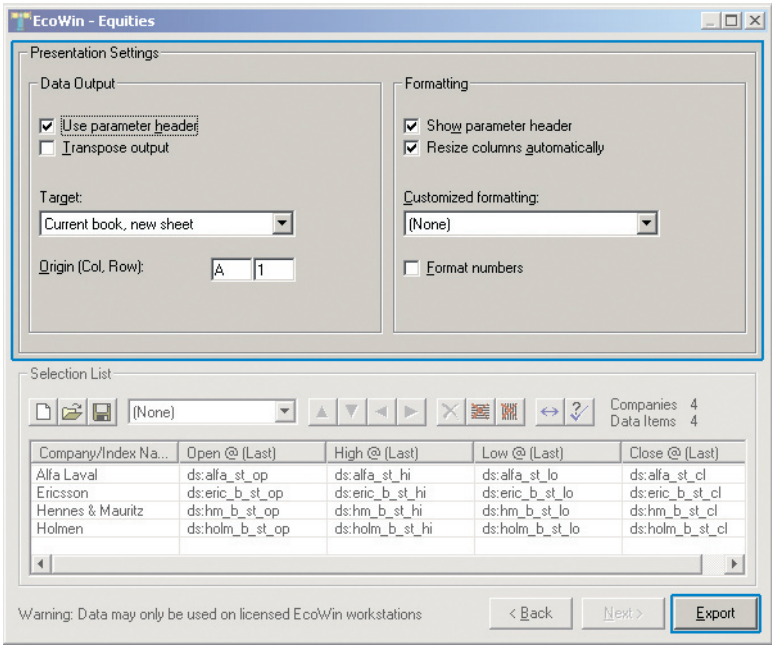 EcoWin - Equities
Presentation Settings
Data Output
Use parameter header
Transpose output
Target:
Current book, new sheet
Origin (Col, Row):
A
1
Formatting
Show parameter header
Resize columns automatically
Customized formatting:
(None)
Format numbers
Selection List
(None)
Companies 4
Data Items 4
Company/Index Na... Open @ (Last) High @ (Last) Low @ (Last) Close @ (Last)
Alfa Laval ds:alfa_st_op ds:alfa_st_hi ds:alfa_st_lo ds:alfa_st_cl
Ericsson ds:eric_b_st_op ds:eric_b_st_hi ds:eric_b_st_lo ds:eric_b_st_cl
Hennes & Mauritz ds:hm_b_st_op ds:hm_b_st_hi ds:hm_b_st_lo ds:hm_b_st_cl
Holmen ds:holm_b_st_op ds:holm_b_st_hi ds:holm_b_st_lo ds:holm_b_st_cl
Warning: Data may only be used on licensed EcoWin workstations
< Back
Next >
Export